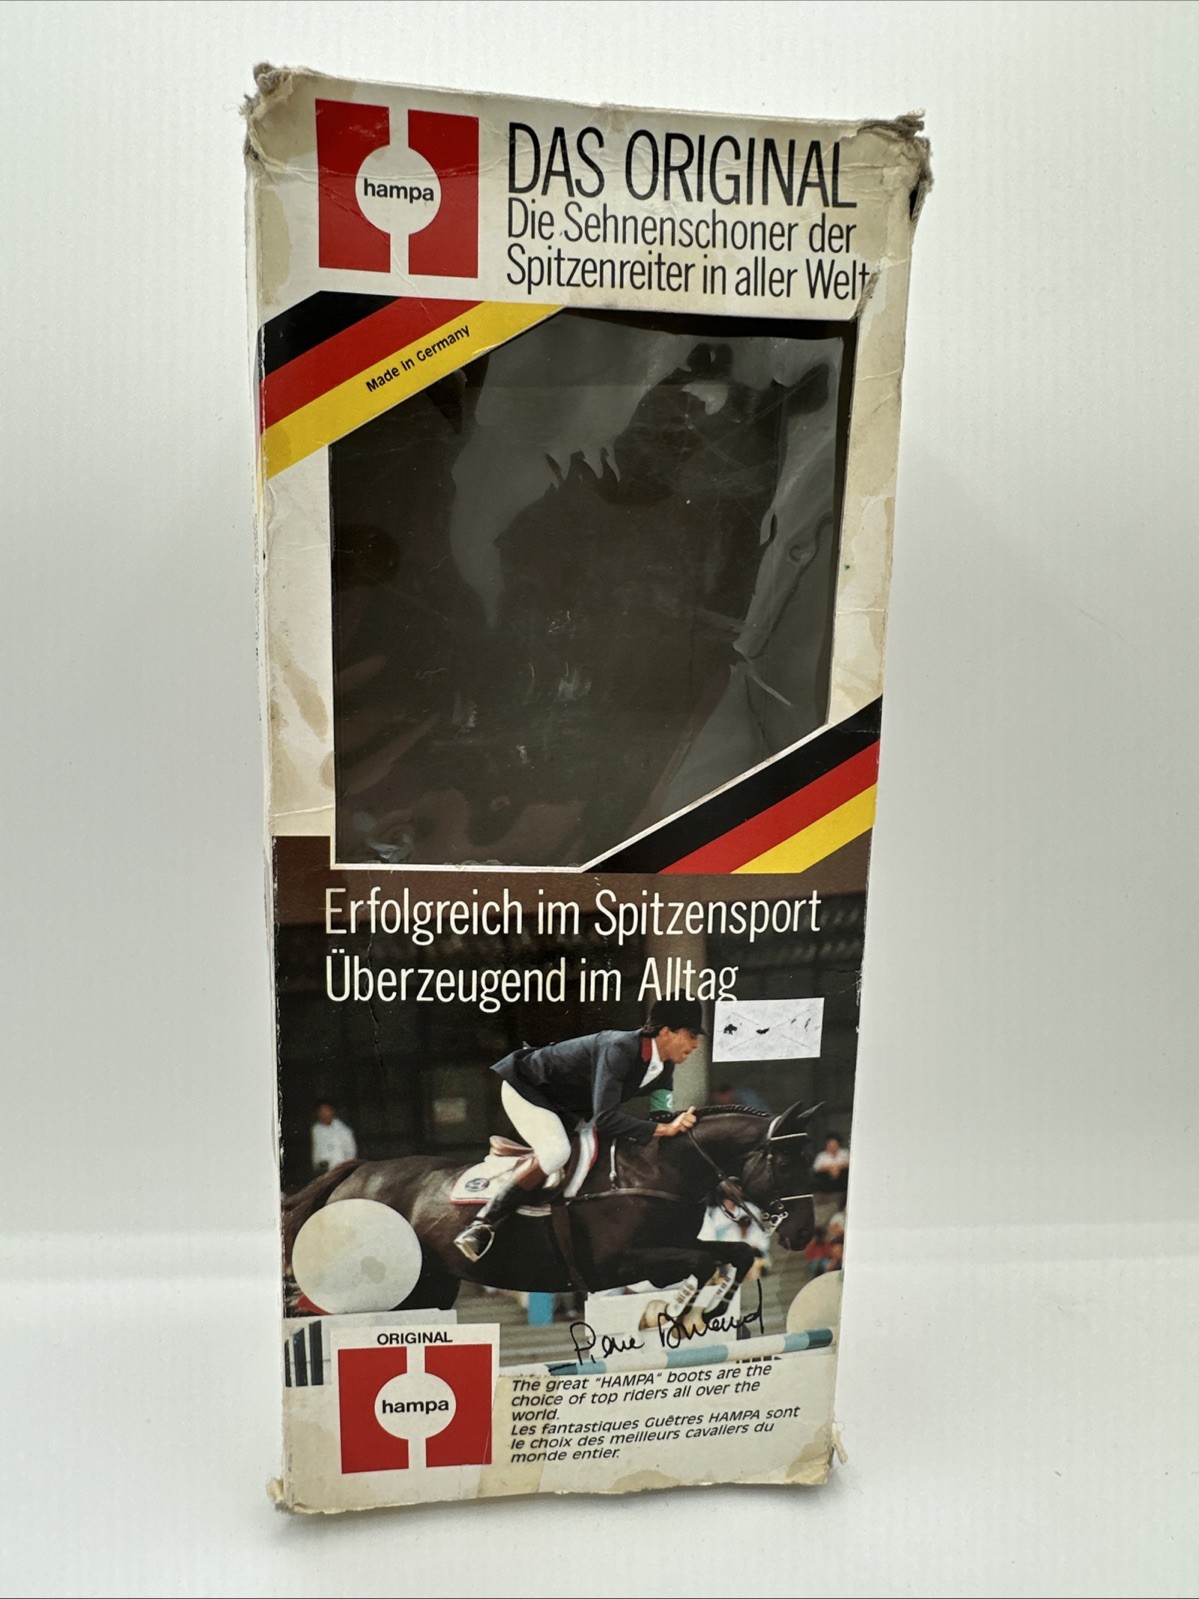 hampa
DAS ORIGINAL
Die Sehnenschoner der
Spitzenreiter in aller Welt
Made in Germany
Erfolgreich im Spitzensport
Überzeugend im Alltag
ORIGINAL
hampa
The great "HAMPA" boots are the
choice of top riders all over the
world.
Les fantastiques Guêtres HAMPA sont
le choix des meilleurs cavaliers du
monde entier.